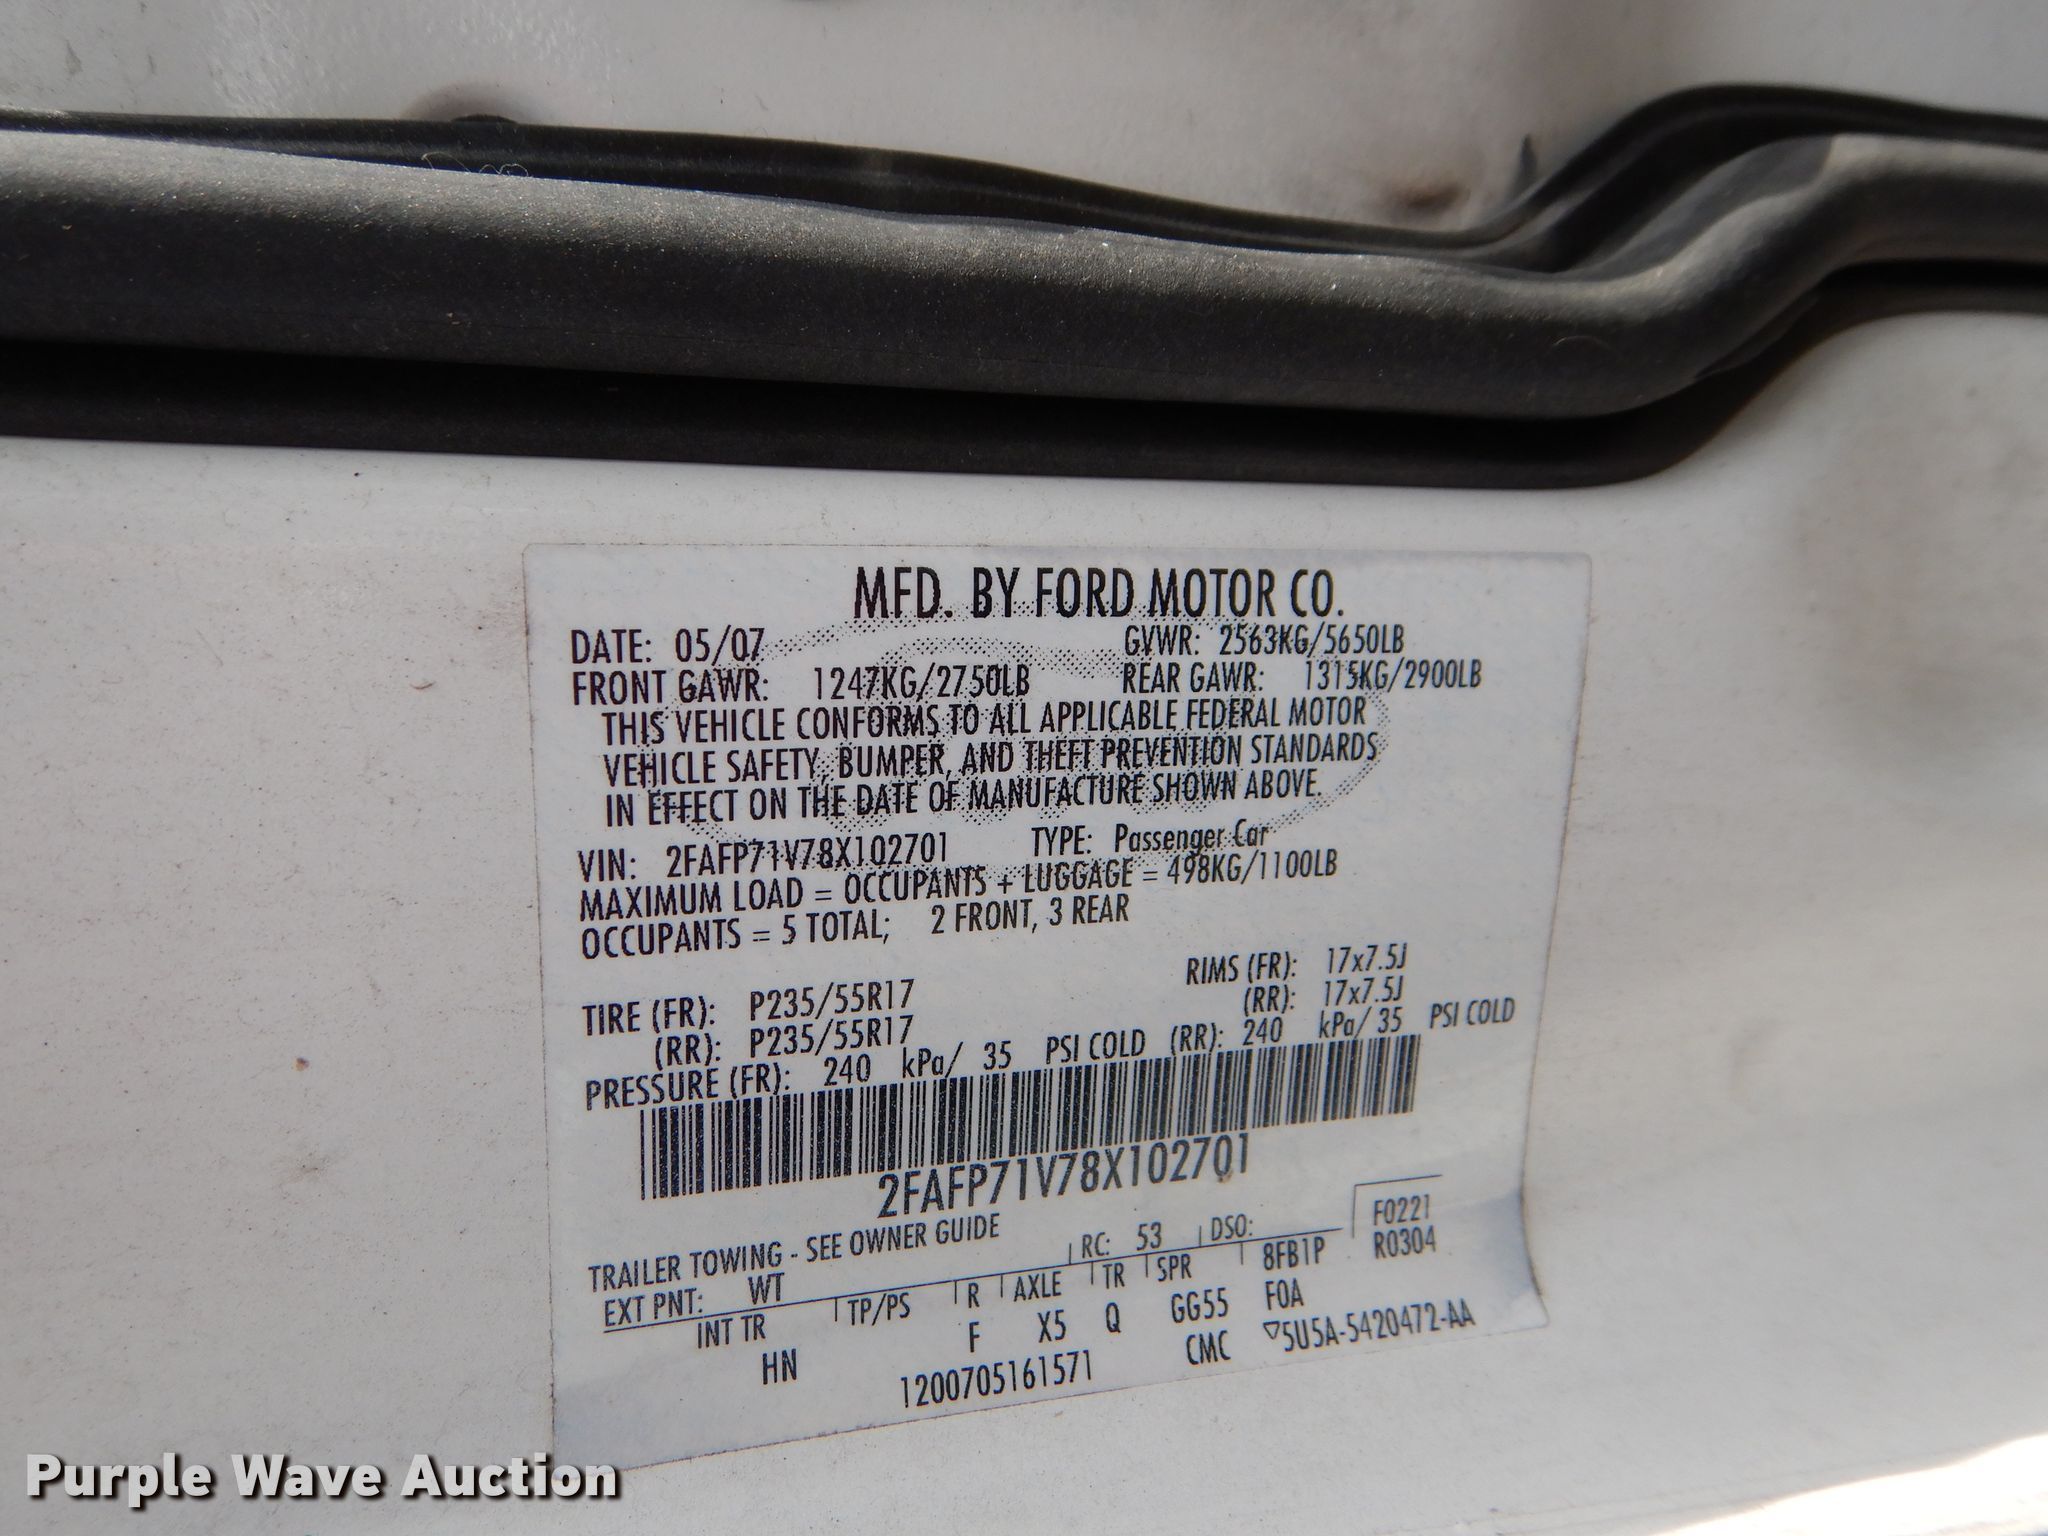 MFD. BY FORD MOTOR CO.
DATE: 05/07 GVWR: 2563KG/5650LB
FRONT GAWR: 1247KG/2750LB REAR GAWR: 1315KG/2900LB
THIS VEHICLE CONFORMS TO ALL APPLICABLE FEDERAL MOTOR
VEHICLE SAFETY, BUMPER, AND THEFT PREVENTION STANDARDS
IN EFFECT ON THE DATE OF MANUFACTURE SHOWN ABOVE.
VIN: 2FAFP71V78X102701 TYPE: Passenger Car
MAXIMUM LOAD = OCCUPANTS + LUGGAGE = 498KG/1100LB
OCCUPANTS = 5 TOTAL; 2 FRONT, 3 REAR
TIRE (FR): P235/55R17 RIMS (FR): 17x7.5J
(RR): P235/55R17 (RR): 17x7.5J
PRESSURE (FR): 240 kPa/ 35 PSI COLD (RR): 240 kPa/ 35 PSI COLD
2FAFP71V78X102701
TRAILER TOWING - SEE OWNER GUIDE F0221
EXT PNT: WT RC: 53 DSO: R0304
INT TR TP/PS R AXLE TR SPR 8FB1P
HN F X5 Q GG55 F0A
1200705161571 CMC ▽5U5A-5420472-AA
Purple Wave Auction